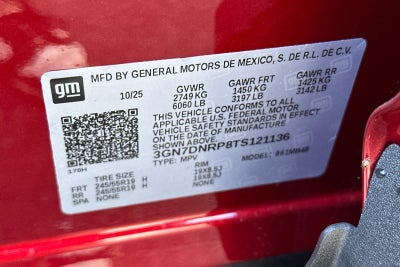 gm
MFD BY GENERAL MOTORS DE MEXICO, S. DE R.L. DE C.V.
10/25 GVWR GAWR FRT GAWR RR
2749 KG 1450 KG 1425 KG
6060 LB 3197 LB 3142 LB
THIS VEHICLE CONFORMS TO ALL
APPLICABLE U.S. FEDERAL MOTOR
VEHICLE SAFETY STANDARDS IN EFFECT
ON THE DATE OF MANUFACTURE
SHOWN ABOVE.
3GN7DNRP8TS121136
TYPE: MPV MODEL:
178H
TIRE SIZE RIM
FRT 245/55R19 H 19X8.5J
RR 245/55R19 H 19X8.5J
SPA NONE NONE